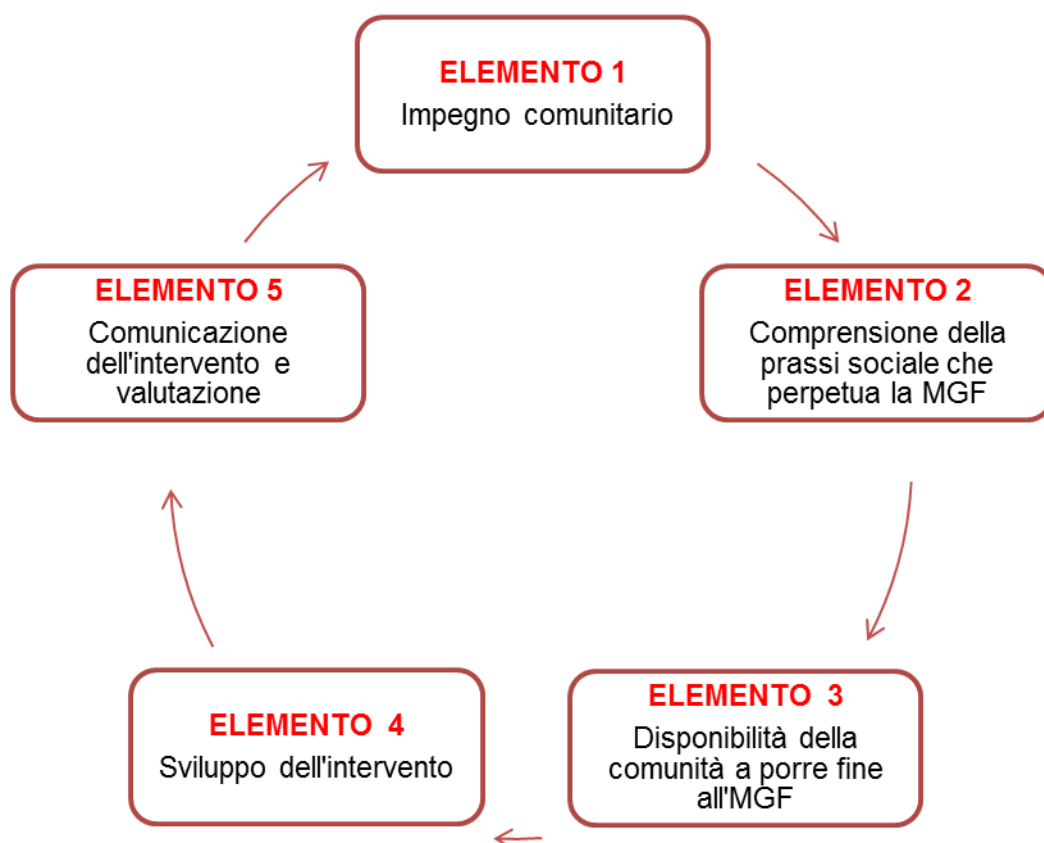 ELEMENTO 1
Impegno comunitario
ELEMENTO 2
Comprensione della
prassi sociale che
perpetua la MGF
ELEMENTO 3
Disponibilità della
comunità a porre fine
all'MGF
ELEMENTO 4
Sviluppo dell'intervento
ELEMENTO 5
Comunicazione
dell'intervento e
valutazione